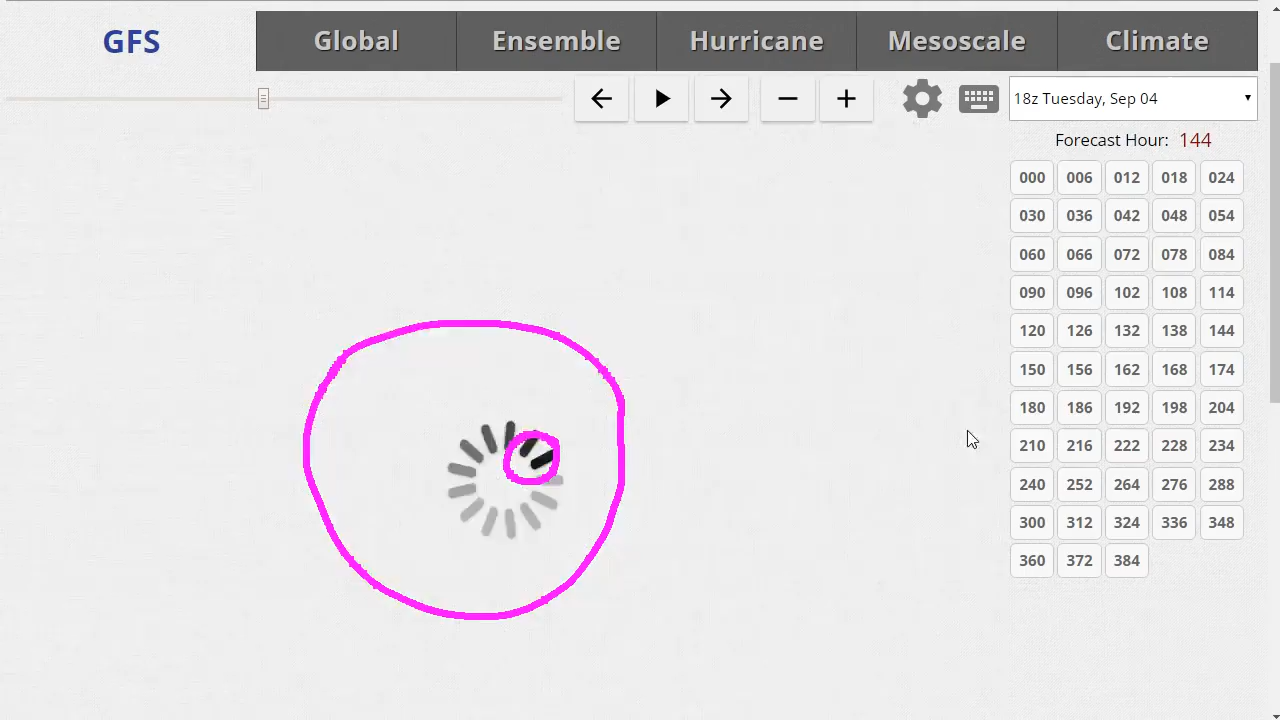 GFS Global Ensemble Hurricane Mesoscale Climate
18z Tuesday, Sep 04
Forecast Hour: 144
000 006 012 018 024
030 036 042 048 054
060 066 072 078 084
090 096 102 108 114
120 126 132 138 144
150 156 162 168 174
180 186 192 198 204
210 216 222 228 234
240 252 264 276 288
300 312 324 336 348
360 372 384